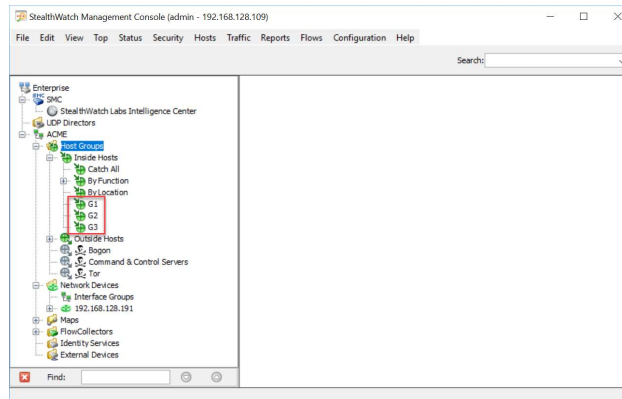 StealthWatch Management Console (admin - 192.168.128.109)
File Edit View Top Status Security Hosts Traffic Reports Flows Configuration Help
Search:
Enterprise
SMC
SMC
StealthWatch Labs Intelligence Center
UDP Directors
ACME
Host Groups
Inside Hosts
Catch All
By Function
By Location
G1
G2
G3
Outside Hosts
Bogon
Command & Control Servers
Tor
Network Devices
Interface Groups
192.168.128.191
Maps
FlowCollectors
Identity Services
External Devices
Find: